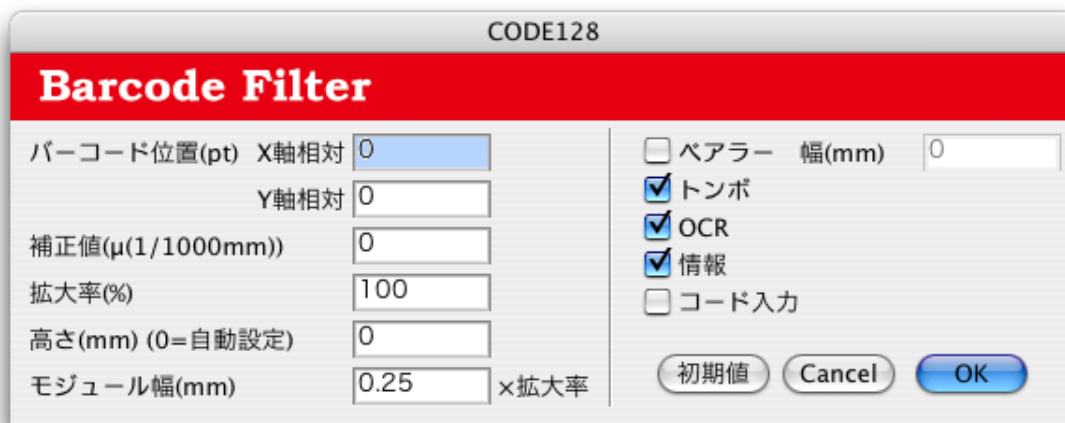 CODE128
Barcode Filter
バーコード位置(pt) X軸相対 0
Y軸相対 0
補正値(μ(1/1000mm)) 0
拡大率(%) 100
高さ(mm) (0=自動設定) 0
モジュール幅(mm) 0.25 ×拡大率
ベアラー 幅(mm) 0
トンボ
OCR
情報
コード入力
初期値 Cancel OK